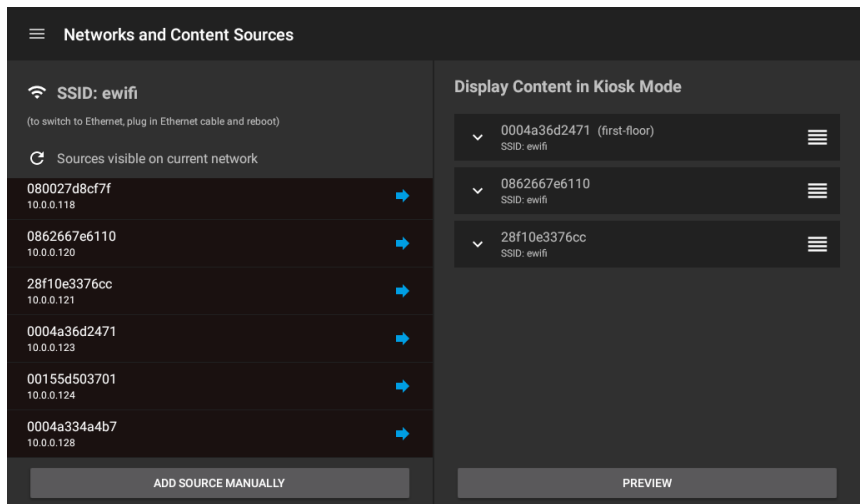 Networks and Content Sources
SSID: ewifi
(to switch to Ethernet, plug in Ethernet cable and reboot)
Sources visible on current network
080027d8cf7f
10.0.0.118
0862667e6110
10.0.0.120
28f10e3376cc
10.0.0.121
0004a36d2471
10.0.0.123
00155d503701
10.0.0.124
0004a334a4b7
10.0.0.128
ADD SOURCE MANUALLY
Display Content in Kiosk Mode
0004a36d2471 (first-floor)
SSID: ewifi
0862667e6110
SSID: ewifi
28f10e3376cc
SSID: ewifi
PREVIEW